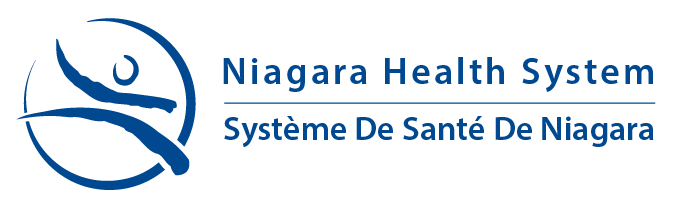 Niagara Health System
Système De Santé De Niagara